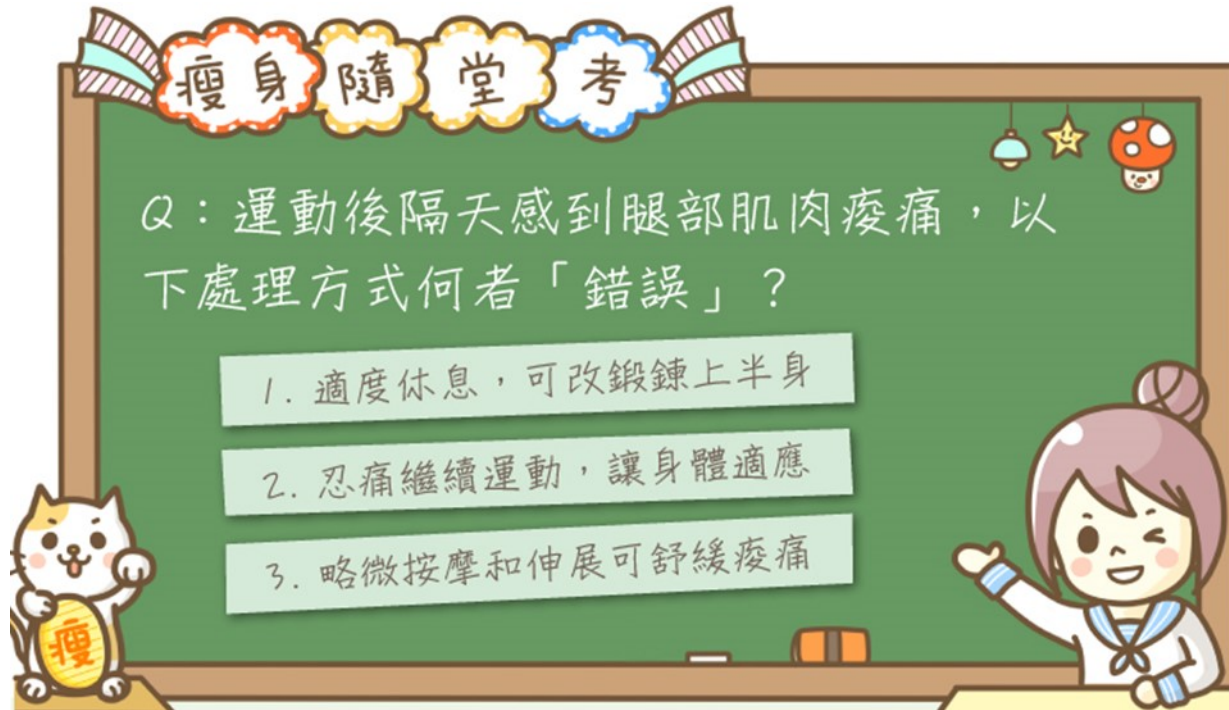 瘦身隨堂考
Q：運動後隔天感到腿部肌肉痠痛，以
下處理方式何者「錯誤」？
1. 適度休息，可改鍛鍊上半身
2. 忍痛繼續運動，讓身體適應
3. 略微按摩和伸展可舒緩痠痛
瘦